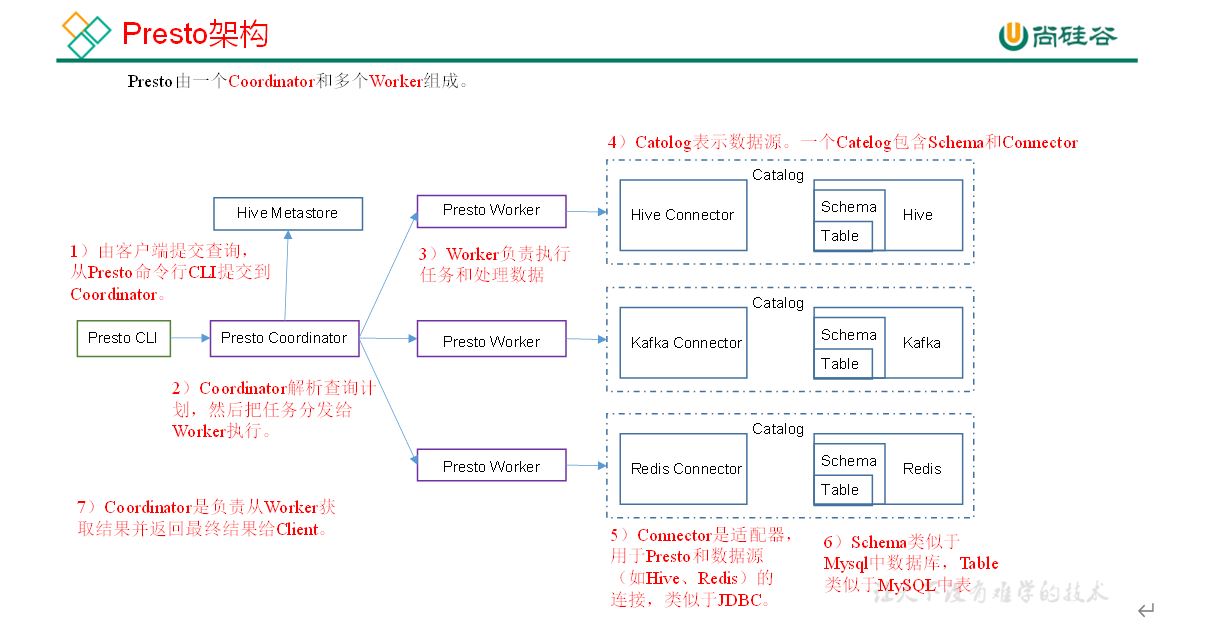 Presto架构
尚硅谷
Presto由一个Coordinator和多个Worker组成。
4）Catolog表示数据源。一个Catelog包含Schema和Connector
Catalog
Hive Connector
Schema
Table
Hive
Hive Metastore
Presto Worker
1）由客户端提交查询，
从Presto命令行CLI提交到
Coordinator。
3）Worker负责执行
任务和处理数据
Presto CLI
Presto Coordinator
Presto Worker
Catalog
Kafka Connector
Schema
Table
Kafka
2）Coordinator解析查询计
划，然后把任务分发给
Worker执行。
Presto Worker
Catalog
Redis Connector
Schema
Table
Redis
7）Coordinator是负责从Worker获
取结果并返回最终结果给Client。
5）Connector是适配器，
用于Presto和数据源
（如Hive、Redis）的
连接，类似于JDBC。
6）Schema类似于
Mysql中数据库，Table
类似于MySQL中表
让天下没有难学的技术